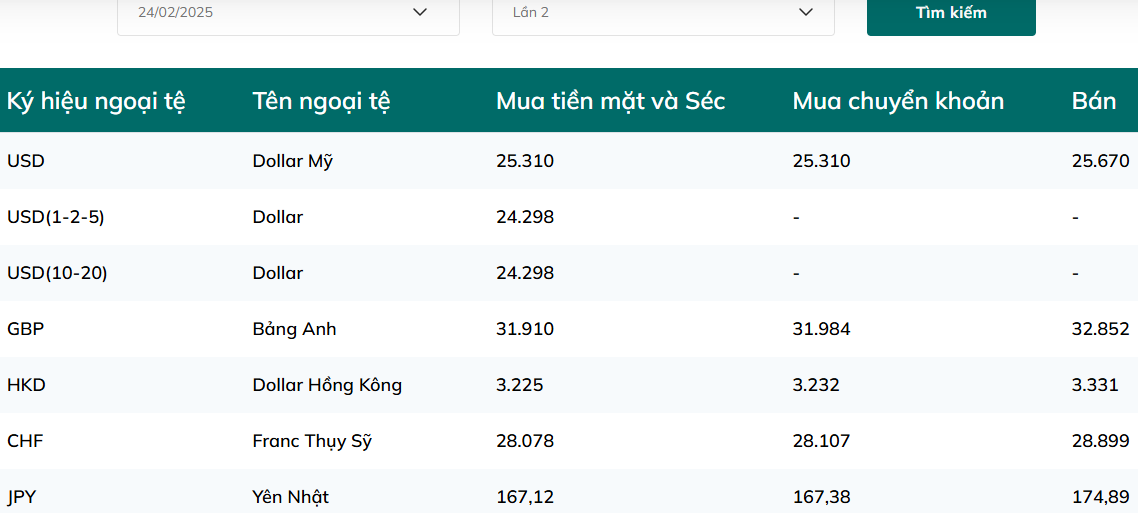 24/02/2025 Lần 2 Tìm kiếm
Ký hiệu ngoại tệ Tên ngoại tệ Mua tiền mặt và Séc Mua chuyển khoản Bán
USD Dollar Mỹ 25.310 25.310 25.670
USD(1-2-5) Dollar 24.298 - -
USD(10-20) Dollar 24.298 - -
GBP Bảng Anh 31.910 31.984 32.852
HKD Dollar Hồng Kông 3.225 3.232 3.331
CHF Franc Thụy Sỹ 28.078 28.107 28.899
JPY Yên Nhật 167,12 167,38 174,89